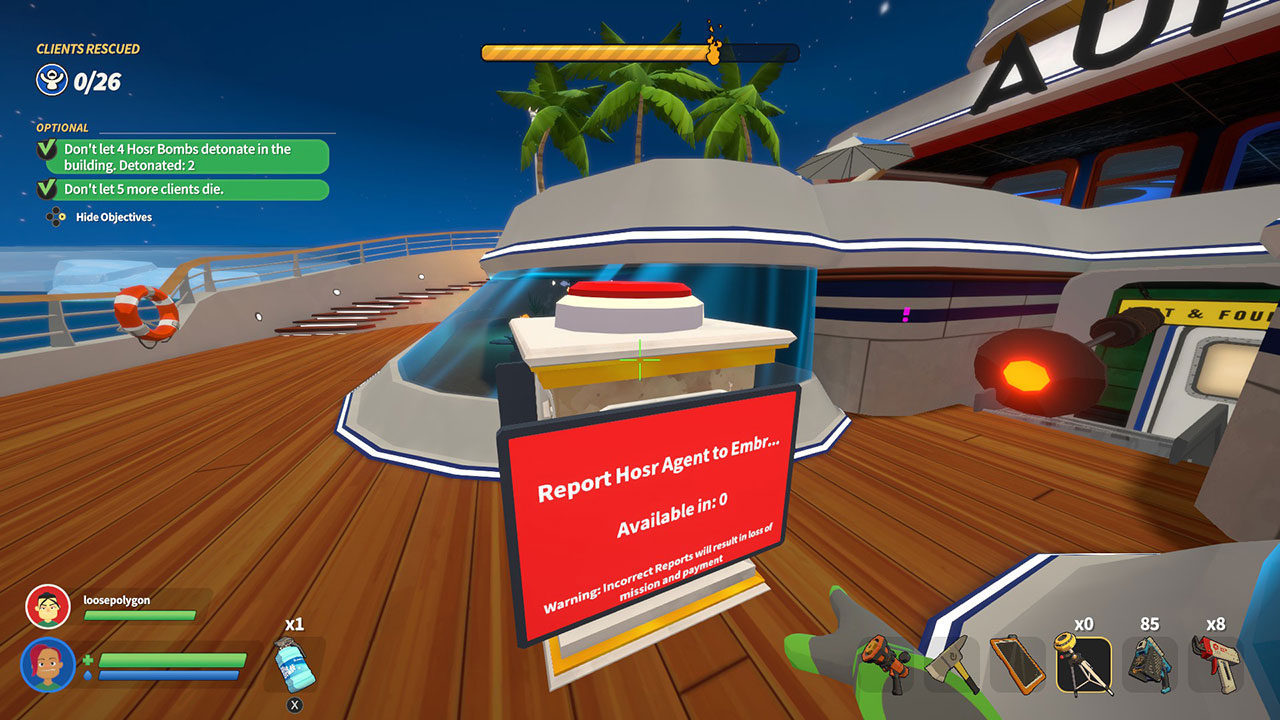 CLIENTS RESCUED
0/26
OPTIONAL
Don't let 4 Hosr Bombs detonate in the
building. Detonated: 2
Don't let 5 more clients die.
Hide Objectives
AU
T & FOU
Report Hosr Agent to Embr...
Available in: 0
Warning: Incorrect Reports will result in loss of
mission and payment
loosepolygon
x1
X
x0
85
x8